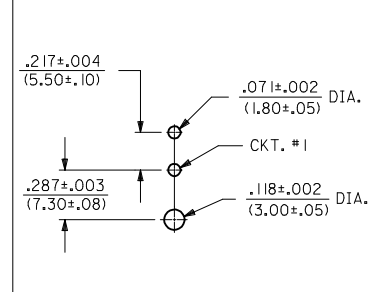 .217±.004
(5.50±.10)
.071±.002 DIA.
(1.80±.05)
CKT. #1
.287±.003
(7.30±.08)
.118±.002 DIA.
(3.00±.05)